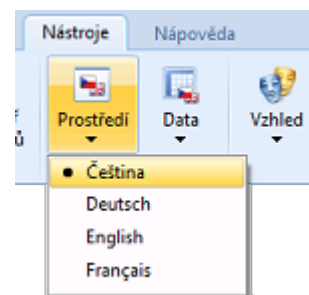 Nástroje Nápověda
ů Prostředí Data Vzhled
Čeština
Deutsch
English
Français